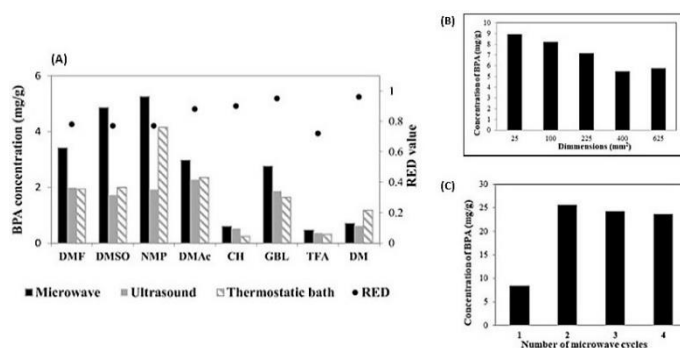 (A)
BPA concentration (mg/g)
6
4
2
0
1
0.8
0.6
0.4
0.2
0
RED value
DMF DMSO NMP DMAc CH GBL TFA DM
Microwave Ultrasound Thermostatic bath RED
(B)
Concentration of BPA (mg/g)
10
9
8
7
6
5
4
3
2
1
0
25 100 225 400 625
Dimmensions (mm²)
(C)
Concentration of BPA (mg/g)
30
25
20
15
10
5
0
1 2 3 4
Number of microwave cycles